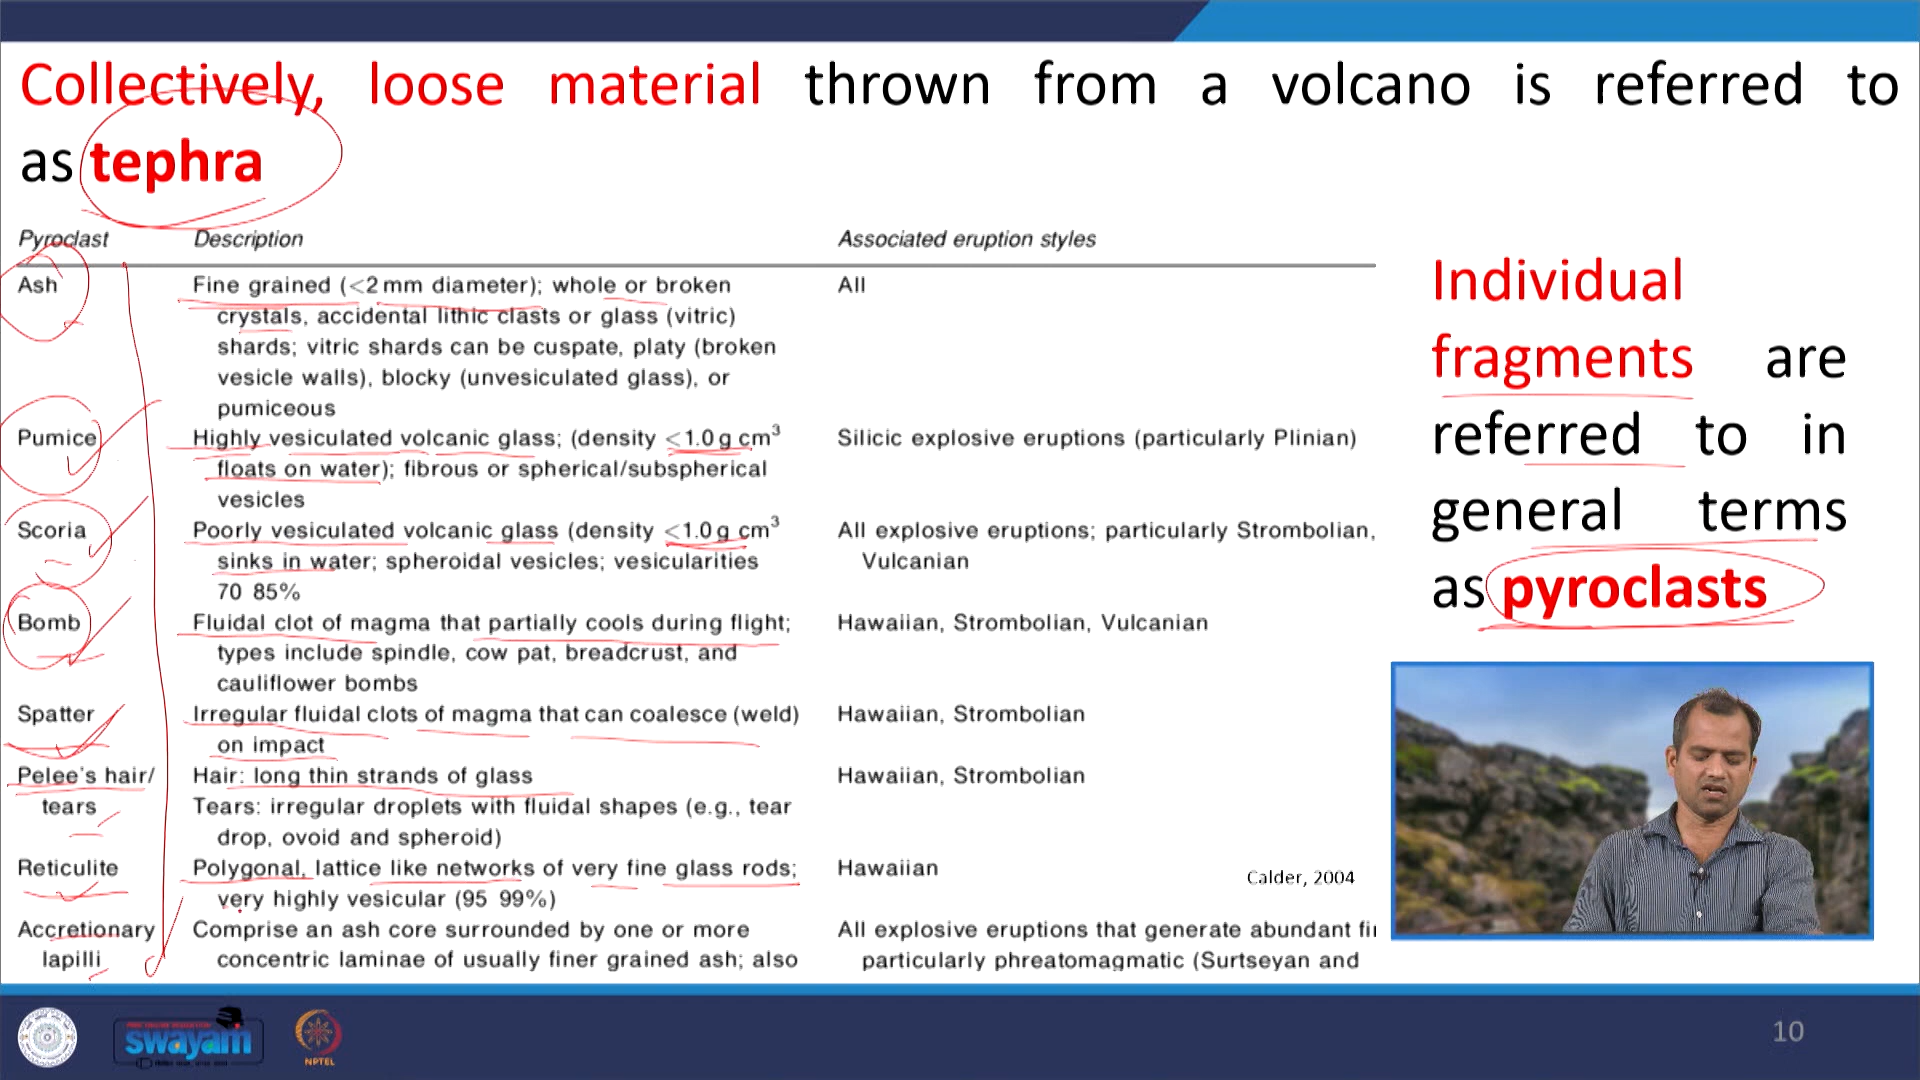 Collectively, loose material thrown from a volcano is referred to
as tephra
Pyroclast Description Associated eruption styles
Ash Fine grained (<2 mm diameter); whole or broken All
crystals, accidental lithic clasts or glass (vitric)
shards; vitric shards can be cuspate, platy (broken
vesicle walls), blocky (unvesiculated glass), or
pumiceous
Pumice Highly vesiculated volcanic glass; (density <1.0 g cm³ Silicic explosive eruptions (particularly Plinian)
floats on water); fibrous or spherical/subspherical
vesicles
Scoria Poorly vesiculated volcanic glass (density <1.0 g cm³ All explosive eruptions; particularly Strombolian,
sinks in water; spheroidal vesicles; vesicularities Vulcanian
70 85%
Bomb Fluidal clot of magma that partially cools during flight; Hawaiian, Strombolian, Vulcanian
types include spindle, cow pat, breadcrust, and
cauliflower bombs
Spatter Irregular fluidal clots of magma that can coalesce (weld) Hawaiian, Strombolian
on impact
Pelee's hair/ Hair: long thin strands of glass Hawaiian, Strombolian
tears Tears: irregular droplets with fluidal shapes (e.g., tear
drop, ovoid and spheroid)
Reticulite Polygonal, lattice like networks of very fine glass rods; Hawaiian
very highly vesicular (95 99%)
Calder, 2004
Accretionary Comprise an ash core surrounded by one or more All explosive eruptions that generate abundant fi
lapilli concentric laminae of usually finer grained ash; also particularly phreatomagmatic (Surtseyan and
Individual
fragments are
referred to in
general terms
as pyroclasts
swayam
NPTEL
10